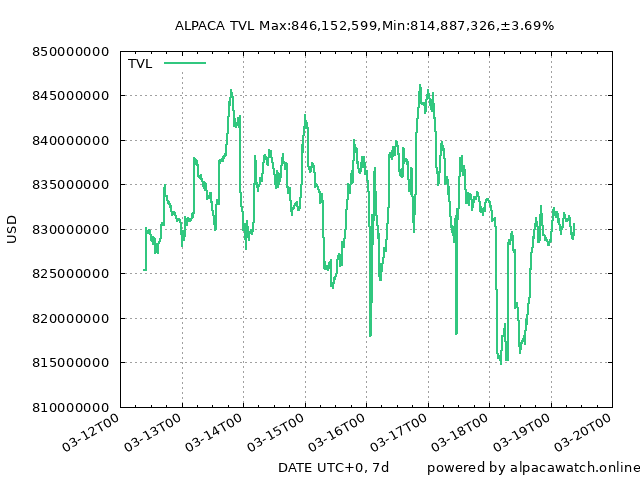 ALPACA TVL Max:846,152,599,Min:814,887,326,±3.69%
850000000
TVL
845000000
840000000
835000000
830000000
825000000
820000000
815000000
810000000
USD
03-12T00
03-13T00
03-14T00
03-15T00
03-16T00
03-17T00
03-18T00
03-19T00
03-20T00
DATE UTC+0, 7d
powered by alpacawatch.online